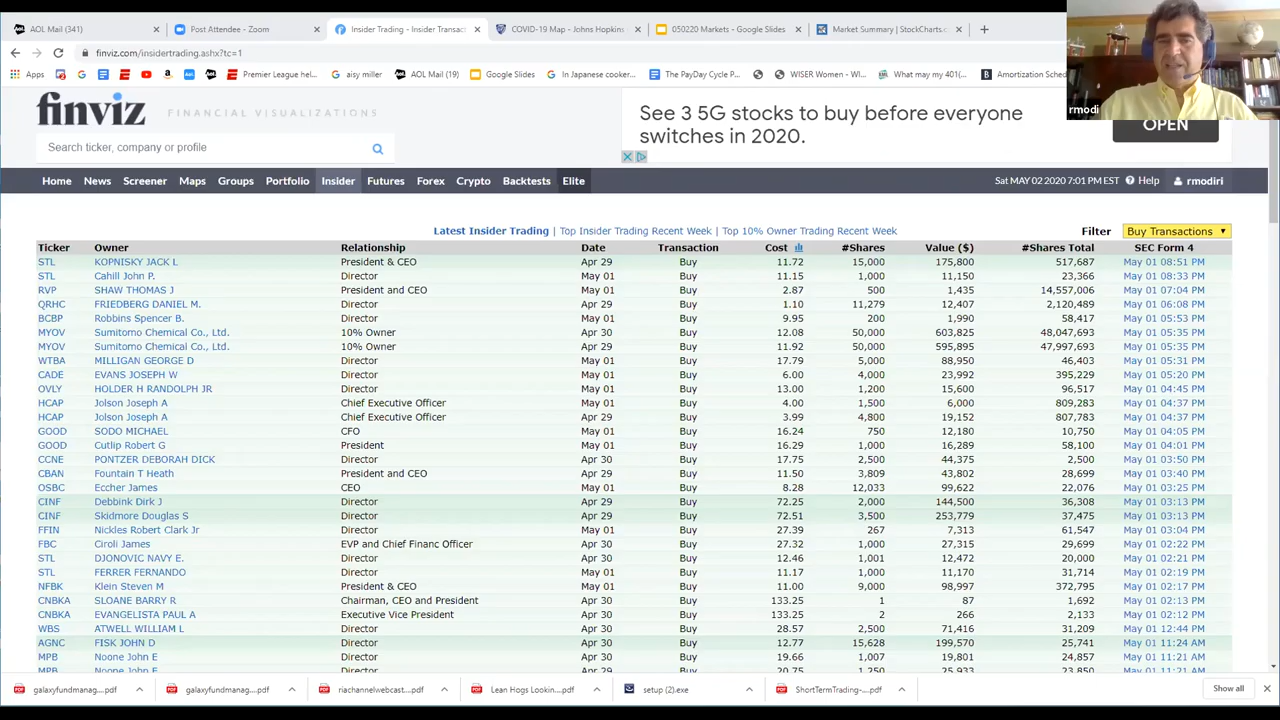 AOL Mail (341)
Post Attendee - Zoom
Insider Trading - Insider Transac
COVID-19 Map - Johns Hopkins
050220 Markets - Google Slides
Market Summary | StockCharts.c
finviz.com/insidertrading.ashx?tc=1
Apps
Premier League hel...
aisy miller
AOL Mail (19)
Google Slides
In Japanese cooker...
The PayDay Cycle P...
WISER Women - WI...
What may my 401(...
Amortization Sched
rmodi
finviz FINANCIAL VISUALIZATIONS
See 3 5G stocks to buy before everyone
switches in 2020.
OPEN
Search ticker, company or profile
Home News Screener Maps Groups Portfolio Insider Futures Forex Crypto Backtests Elite Sat MAY 02 2020 7:01 PM EST Help rmodiri
Latest Insider Trading | Top Insider Trading Recent Week | Top 10% Owner Trading Recent Week Filter Buy Transactions
Ticker Owner Relationship Date Transaction Cost #Shares Value ($) #Shares Total SEC Form 4
STL KOPNISKY JACK L President & CEO Apr 29 Buy 11.72 15,000 175,800 517,687 May 01 08:51 PM
STL Cahill John P. Director May 01 Buy 11.15 1,000 11,150 23,366 May 01 08:33 PM
RVP SHAW THOMAS J President and CEO May 01 Buy 2.87 500 1,435 14,557,006 May 01 07:04 PM
QRHC FRIEDBERG DANIEL M. Director Apr 29 Buy 1.10 11,279 12,407 2,120,489 May 01 06:08 PM
BCBP Robbins Spencer B. Director May 01 Buy 9.95 200 1,990 58,417 May 01 05:53 PM
MYOV Sumitomo Chemical Co., Ltd. 10% Owner Apr 30 Buy 12.08 50,000 603,825 48,047,693 May 01 05:35 PM
MYOV Sumitomo Chemical Co., Ltd. 10% Owner Apr 29 Buy 11.92 50,000 595,895 47,997,693 May 01 05:35 PM
WTBA MILLIGAN GEORGE D Director May 01 Buy 17.79 5,000 88,950 46,403 May 01 05:31 PM
CADE EVANS JOSEPH W Director May 01 Buy 6.00 4,000 23,992 395,229 May 01 05:20 PM
OVLY HOLDER H RANDOLPH JR Director May 01 Buy 13.00 1,200 15,600 96,517 May 01 04:45 PM
HCAP Jolson Joseph A Chief Executive Officer May 01 Buy 4.00 1,500 6,000 809,283 May 01 04:37 PM
HCAP Jolson Joseph A Chief Executive Officer Apr 29 Buy 3.99 4,800 19,152 807,783 May 01 04:37 PM
GOOD SODO MICHAEL CFO May 01 Buy 16.24 750 12,180 10,750 May 01 04:05 PM
GOOD Cutlip Robert G President May 01 Buy 16.29 1,000 16,289 58,100 May 01 04:01 PM
CCNE PONTZER DEBORAH DICK Director Apr 30 Buy 17.75 2,500 44,375 2,500 May 01 03:50 PM
CBAN Fountain T Heath President and CEO Apr 29 Buy 11.50 3,809 43,802 28,699 May 01 03:40 PM
OSBC Eccher James CEO May 01 Buy 8.28 12,033 99,622 22,076 May 01 03:25 PM
CINF Debbink Dirk J Director Apr 29 Buy 72.25 2,000 144,500 36,308 May 01 03:13 PM
CINF Skidmore Douglas S Director Apr 29 Buy 72.51 3,500 253,779 37,475 May 01 03:13 PM
FFIN Nickles Robert Clark Jr Director May 01 Buy 27.39 267 7,313 61,547 May 01 03:04 PM
FBC Ciroli James EVP and Chief Financ Officer Apr 30 Buy 27.32 1,000 27,315 29,699 May 01 02:22 PM
STL DJONOVIC NAVY E. Director Apr 30 Buy 12.46 1,001 12,472 20,000 May 01 02:21 PM
STL FERRER FERNANDO Director May 01 Buy 11.17 1,000 11,170 31,714 May 01 02:19 PM
NFBK Klein Steven M President & CEO May 01 Buy 11.00 9,000 98,997 372,795 May 01 02:17 PM
CNBKA SLOANE BARRY R Chairman, CEO and President Apr 30 Buy 133.25 1 87 1,692 May 01 02:13 PM
CNBKA EVANGELISTA PAUL A Executive Vice President Apr 30 Buy 133.25 2 266 2,133 May 01 02:13 PM
WBS ATWELL WILLIAM L Director Apr 30 Buy 28.57 2,500 71,416 31,209 May 01 12:44 PM
AGNC FISK JOHN D Director Apr 30 Buy 12.77 15,628 199,570 25,741 May 01 11:24 AM
MPB Noone John E Director Apr 30 Buy 19.66 1,007 19,801 24,857 May 01 11:21 AM
MPB Noone John E Director Apr 29 Buy 20.75 1,250 25,933 23,850 May 01 11:21 AM
galaxyfundmanag....pdf
galaxyfundmanag....pdf
riachannelwebcast....pdf
Lean Hogs Lookin....pdf
setup (2).exe
ShortTermTrading-....pdf
Show all